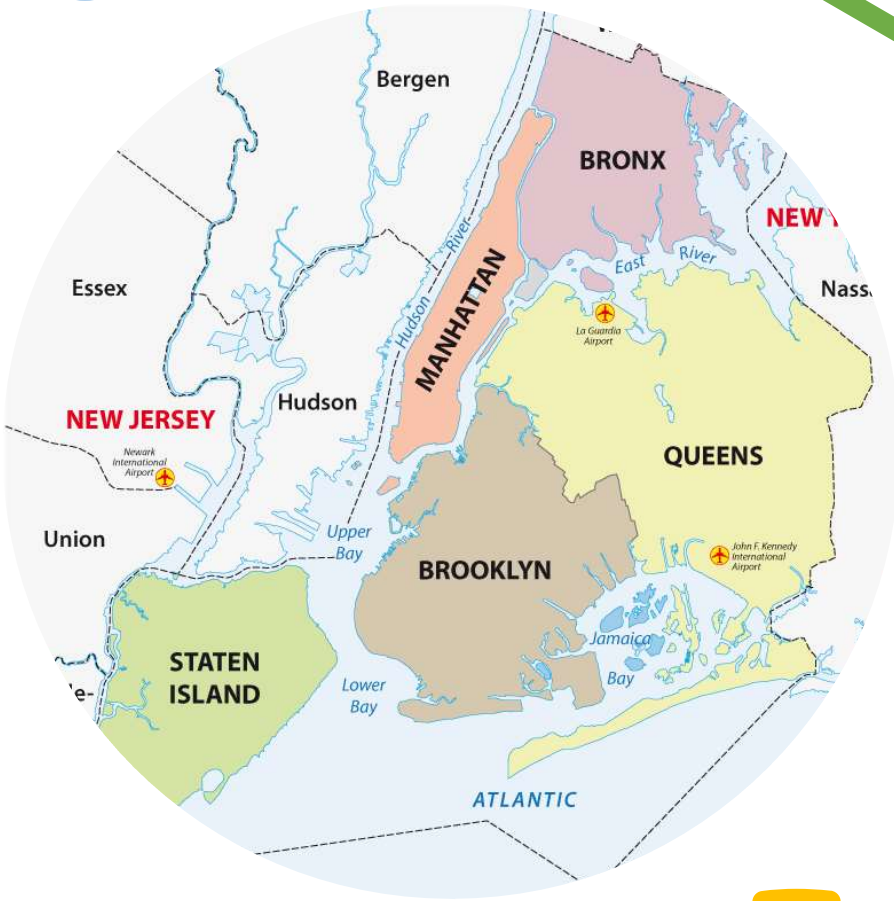 Bergen
BRONX
NEW
Hudson River
East River
MANHATTAN
Essex
Nass
La Guardia
Airport
Hudson
NEW JERSEY
Newark
International
Airport
QUEENS
Union
Upper
Bay
BROOKLYN
John F. Kennedy
International
Airport
STATEN
ISLAND
Jamaica
Bay
Lower
Bay
le-
ATLANTIC